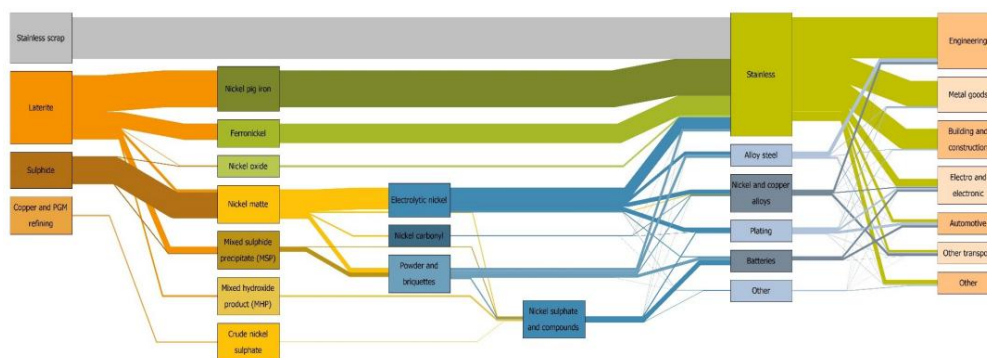 Stainless scrap
Laterite
Sulphide
Copper and PGM
refining
Nickel pig iron
Ferronickel
Nickel oxide
Nickel matte
Mixed sulphide
precipitate (MSP)
Mixed hydroxide
product (MHP)
Crude nickel
sulphate
Electrolytic nickel
Nickel carbonyl
Powder and
briquettes
Nickel sulphate
and compounds
Stainless
Alloy steel
Nickel and copper
alloys
Plating
Batteries
Other
Engineering
Metal goods
Building and
construction
Electro and
electronic
Automotive
Other transpo
Other